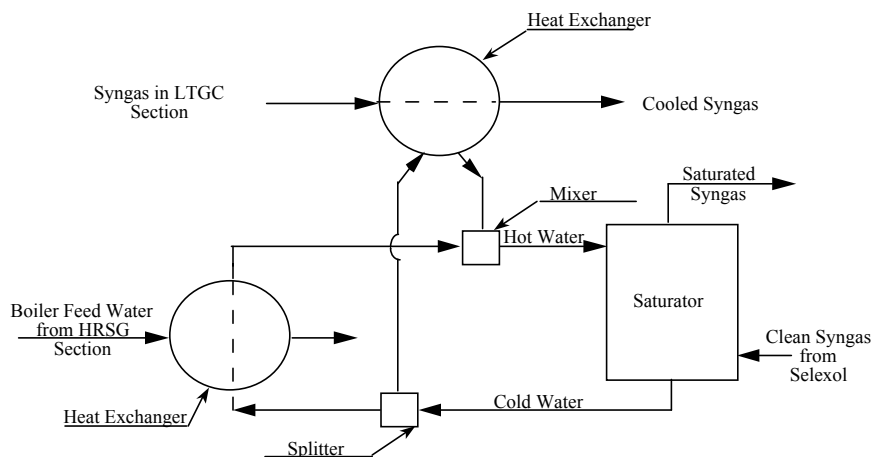 Heat Exchanger
Syngas in LTGC
Section
Cooled Syngas
Saturated
Syngas
Mixer
Hot Water
Boiler Feed Water
from HRSG
Section
Saturator
Clean Syngas
from
Selexol
Cold Water
Heat Exchanger
Splitter